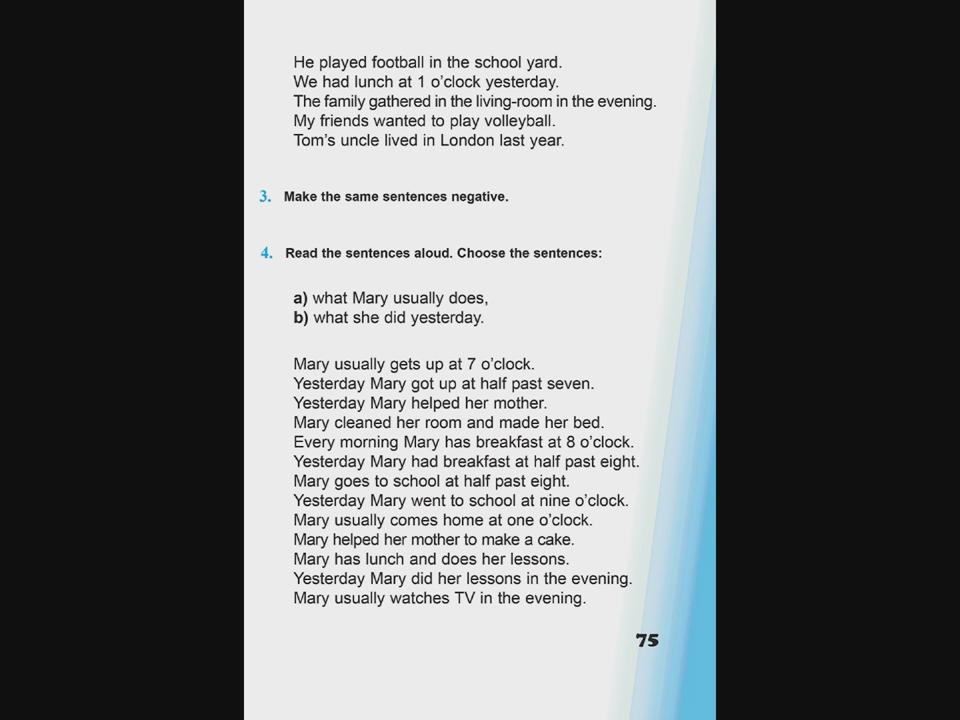 He played football in the school yard.
We had lunch at 1 o’clock yesterday.
The family gathered in the living-room in the evening.
My friends wanted to play volleyball.
Tom’s uncle lived in London last year.
3. Make the same sentences negative.
4. Read the sentences aloud. Choose the sentences:
a) what Mary usually does,
b) what she did yesterday.
Mary usually gets up at 7 o’clock.
Yesterday Mary got up at half past seven.
Yesterday Mary helped her mother.
Mary cleaned her room and made her bed.
Every morning Mary has breakfast at 8 o’clock.
Yesterday Mary had breakfast at half past eight.
Mary goes to school at half past eight.
Yesterday Mary went to school at nine o’clock.
Mary usually comes home at one o’clock.
Mary helped her mother to make a cake.
Mary has lunch and does her lessons.
Yesterday Mary did her lessons in the evening.
Mary usually watches TV in the evening.
75